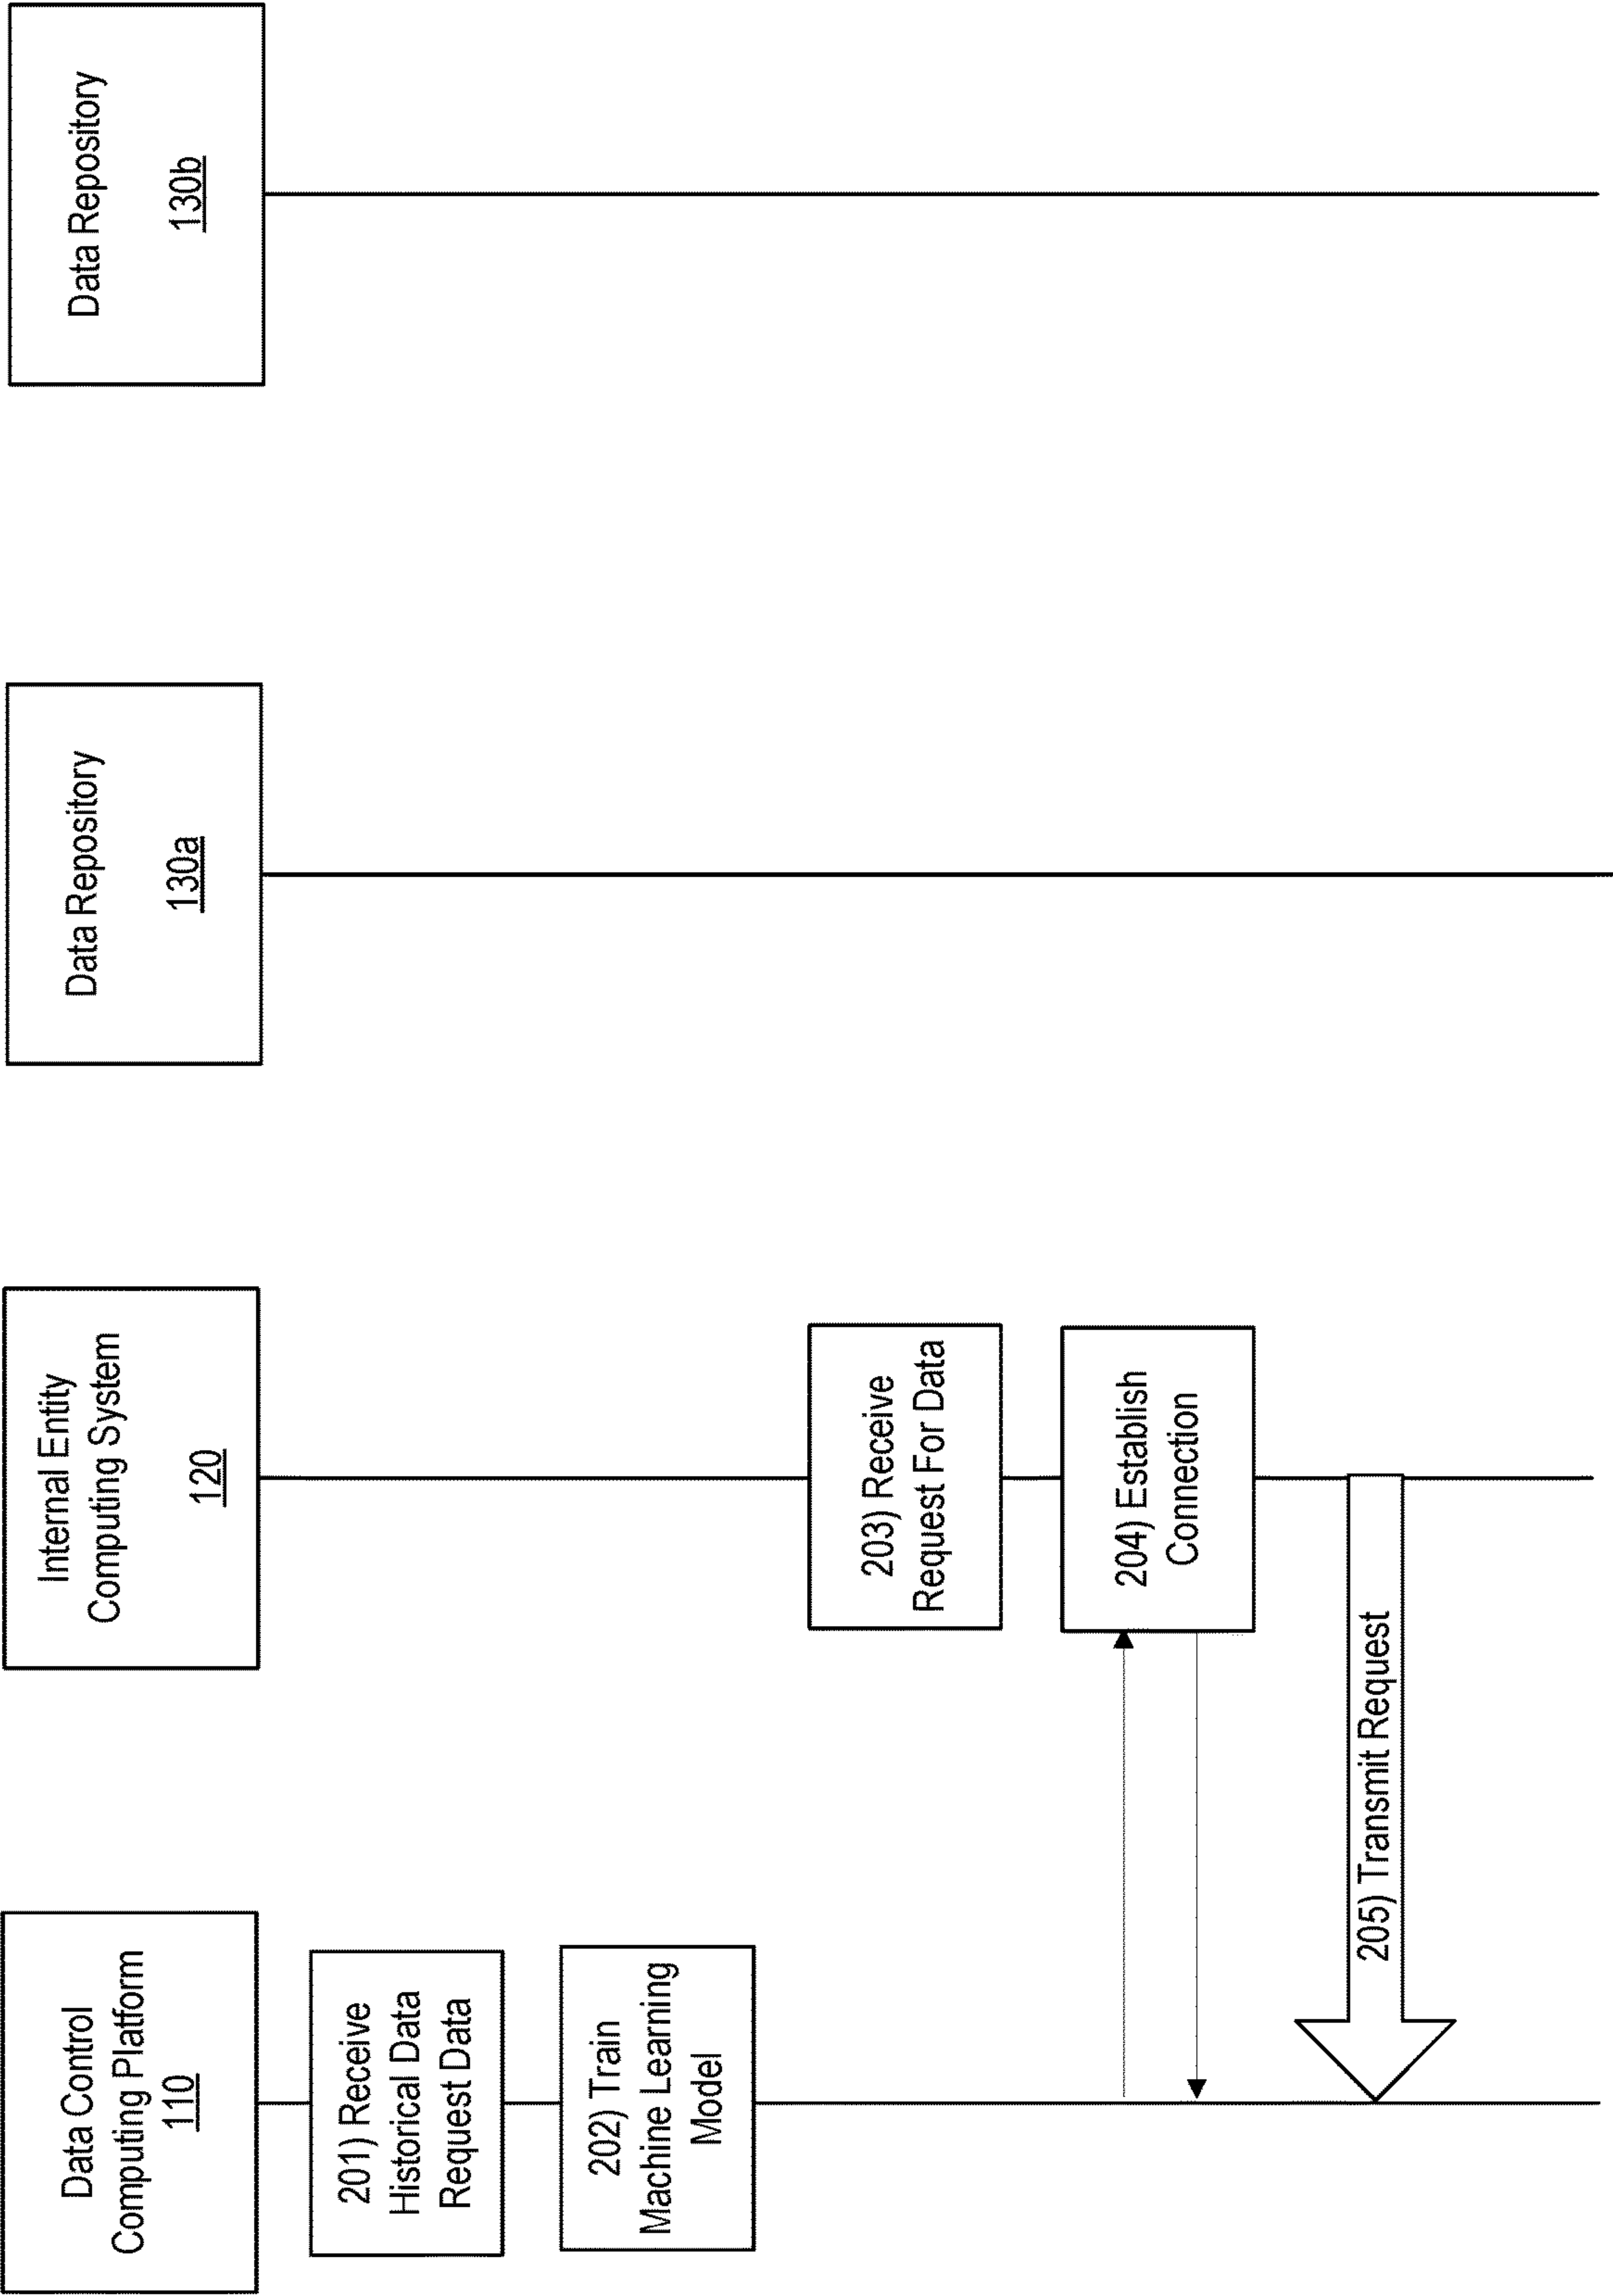 Data Control
Computing Platform
110
Internal Entity
Computing System
120
Data Repository
130a
Data Repository
130b
201) Receive
Historical Data
Request Data
202) Train
Machine Learning
Model
203) Receive
Request For Data
204) Establish
Connection
205) Transmit Request